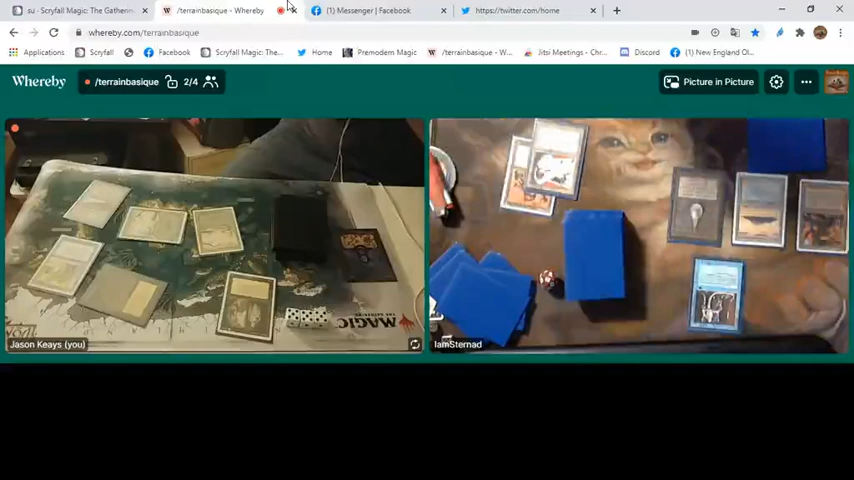 su · Scryfall Magic: The Gatherin
/terrainbasique - Whereby
(1) Messenger | Facebook
https://twitter.com/home
whereby.com/terrainbasique
Applications
Scryfall
Facebook
Scryfall Magic: The...
Home
Premodern Magic
/terrainbasique - W...
Jitsi Meetings - Chr...
Discord
(1) New England Ol...
Whereby
/terrainbasique
2/4
Picture in Picture
MAGIC
THE GATHERING
Jason Keays (you)
IamSternad